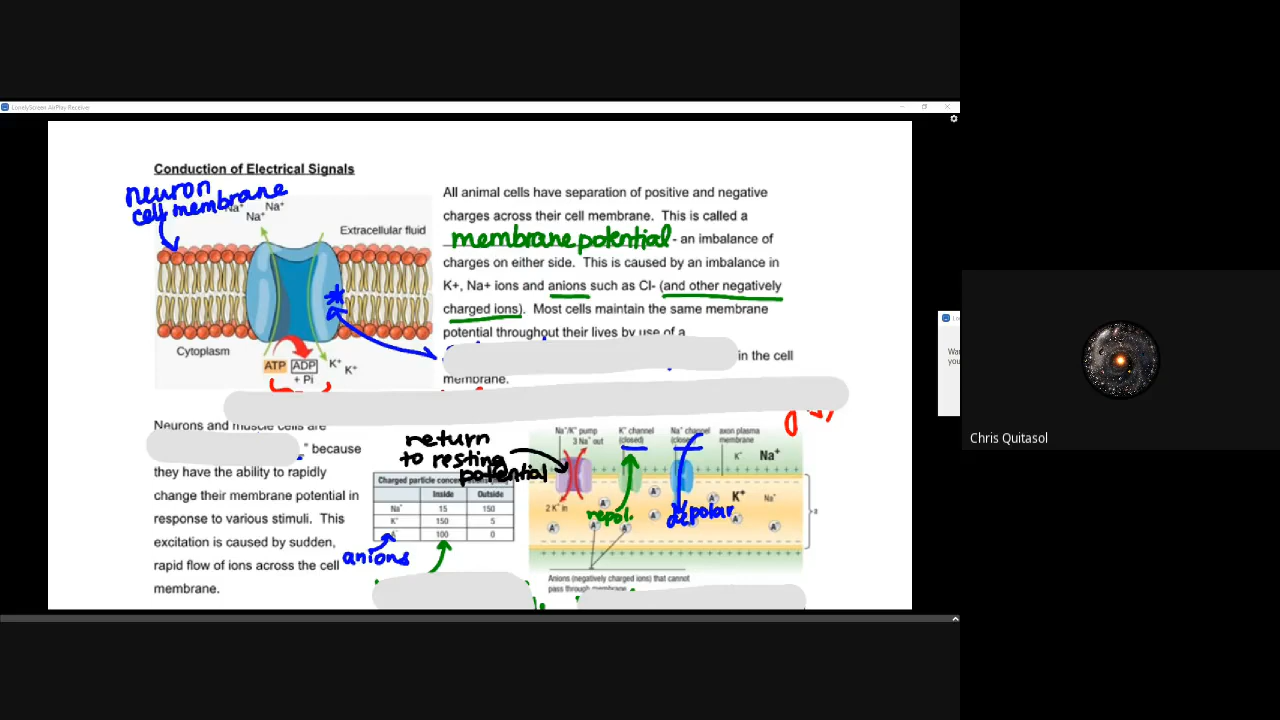 LonelyScreen AirPlay Receiver
Conduction of Electrical Signals
neuron
cell membrane
Na⁺
Na⁺
Na⁺
Extracellular fluid
Cytoplasm
ATP ADP K⁺
+ Pi K⁺
All animal cells have separation of positive and negative
charges across their cell membrane. This is called a
membrane potential - an imbalance of
charges on either side. This is caused by an imbalance in
K+, Na+ ions and anions such as Cl- (and other negatively
charged ions). Most cells maintain the same membrane
potential throughout their lives by use of a
in the cell
membrane.
Neurons and muscle cells are
" because
they have the ability to rapidly
change their membrane potential in
response to various stimuli. This
excitation is caused by sudden,
rapid flow of ions across the cell
membrane.
return
to resting
potential
Charged particle
Inside Outside
Na⁺ 15 150
K⁺ 150 5
A⁻ 100 0
anions
Na⁺/K⁺ pump K⁺ channel Na⁺ channel axon plasma
3 Na⁺ out (closed) membrane
K⁺ Na⁺
K⁺ Na⁺
2 K⁺ in
repol.
depolar
A⁻ A⁻ A⁻ A⁻ A⁻ A⁻ A⁻ A⁻ A⁻
a
Anions (negatively charged ions) that cannot
pass through membrane
Chris Quitasol